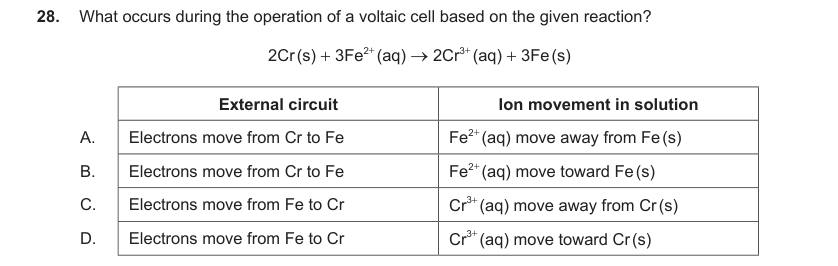 28. What occurs during the operation of a voltaic cell based on the given reaction?
2Cr(s) + 3Fe²⁺(aq) → 2Cr³⁺(aq) + 3Fe(s)
External circuit Ion movement in solution
A. Electrons move from Cr to Fe Fe²⁺(aq) move away from Fe(s)
B. Electrons move from Cr to Fe Fe²⁺(aq) move toward Fe(s)
C. Electrons move from Fe to Cr Cr³⁺(aq) move away from Cr(s)
D. Electrons move from Fe to Cr Cr³⁺(aq) move toward Cr(s)